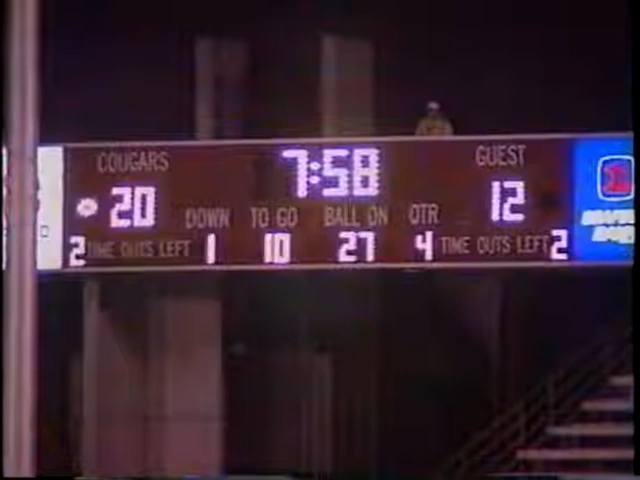 COUGARS 7:58 GUEST
20 12
DOWN TO GO BALL ON QTR
2 TIME OUTS LEFT 1 10 27 4 TIME OUTS LEFT 2